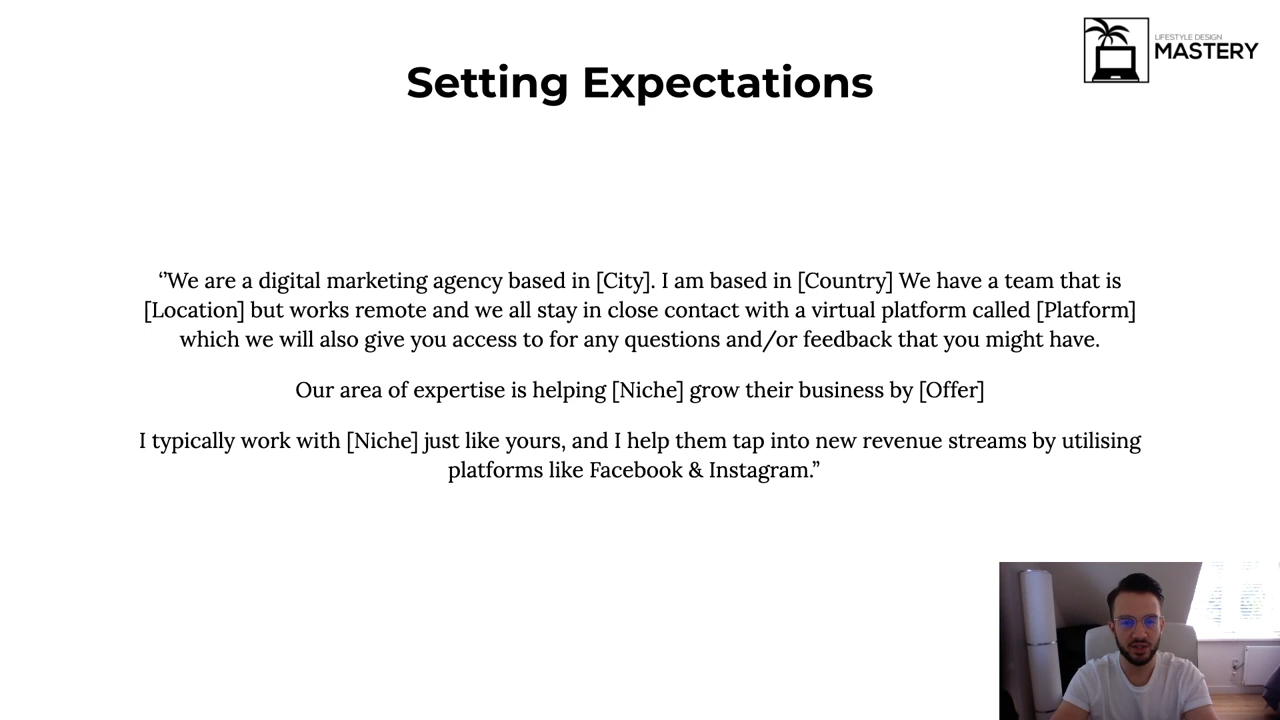 LIFESTYLE DESIGN
MASTERY
Setting Expectations
‘’We are a digital marketing agency based in [City]. I am based in [Country] We have a team that is
[Location] but works remote and we all stay in close contact with a virtual platform called [Platform]
which we will also give you access to for any questions and/or feedback that you might have.
Our area of expertise is helping [Niche] grow their business by [Offer]
I typically work with [Niche] just like yours, and I help them tap into new revenue streams by utilising
platforms like Facebook & Instagram.”